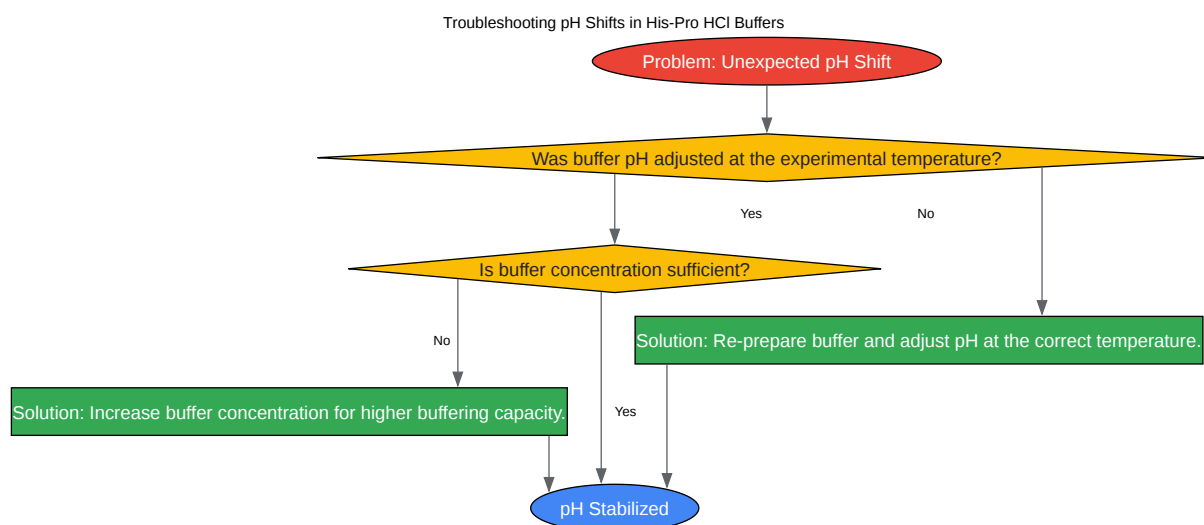 Troubleshooting pH Shifts in His-Pro HCl Buffers
Problem: Unexpected pH Shift
Was buffer pH adjusted at the experimental temperature?
Yes
No
Is buffer concentration sufficient?
No
Solution: Re-prepare buffer and adjust pH at the correct temperature.
Solution: Increase buffer concentration for higher buffering capacity.
Yes
pH Stabilized